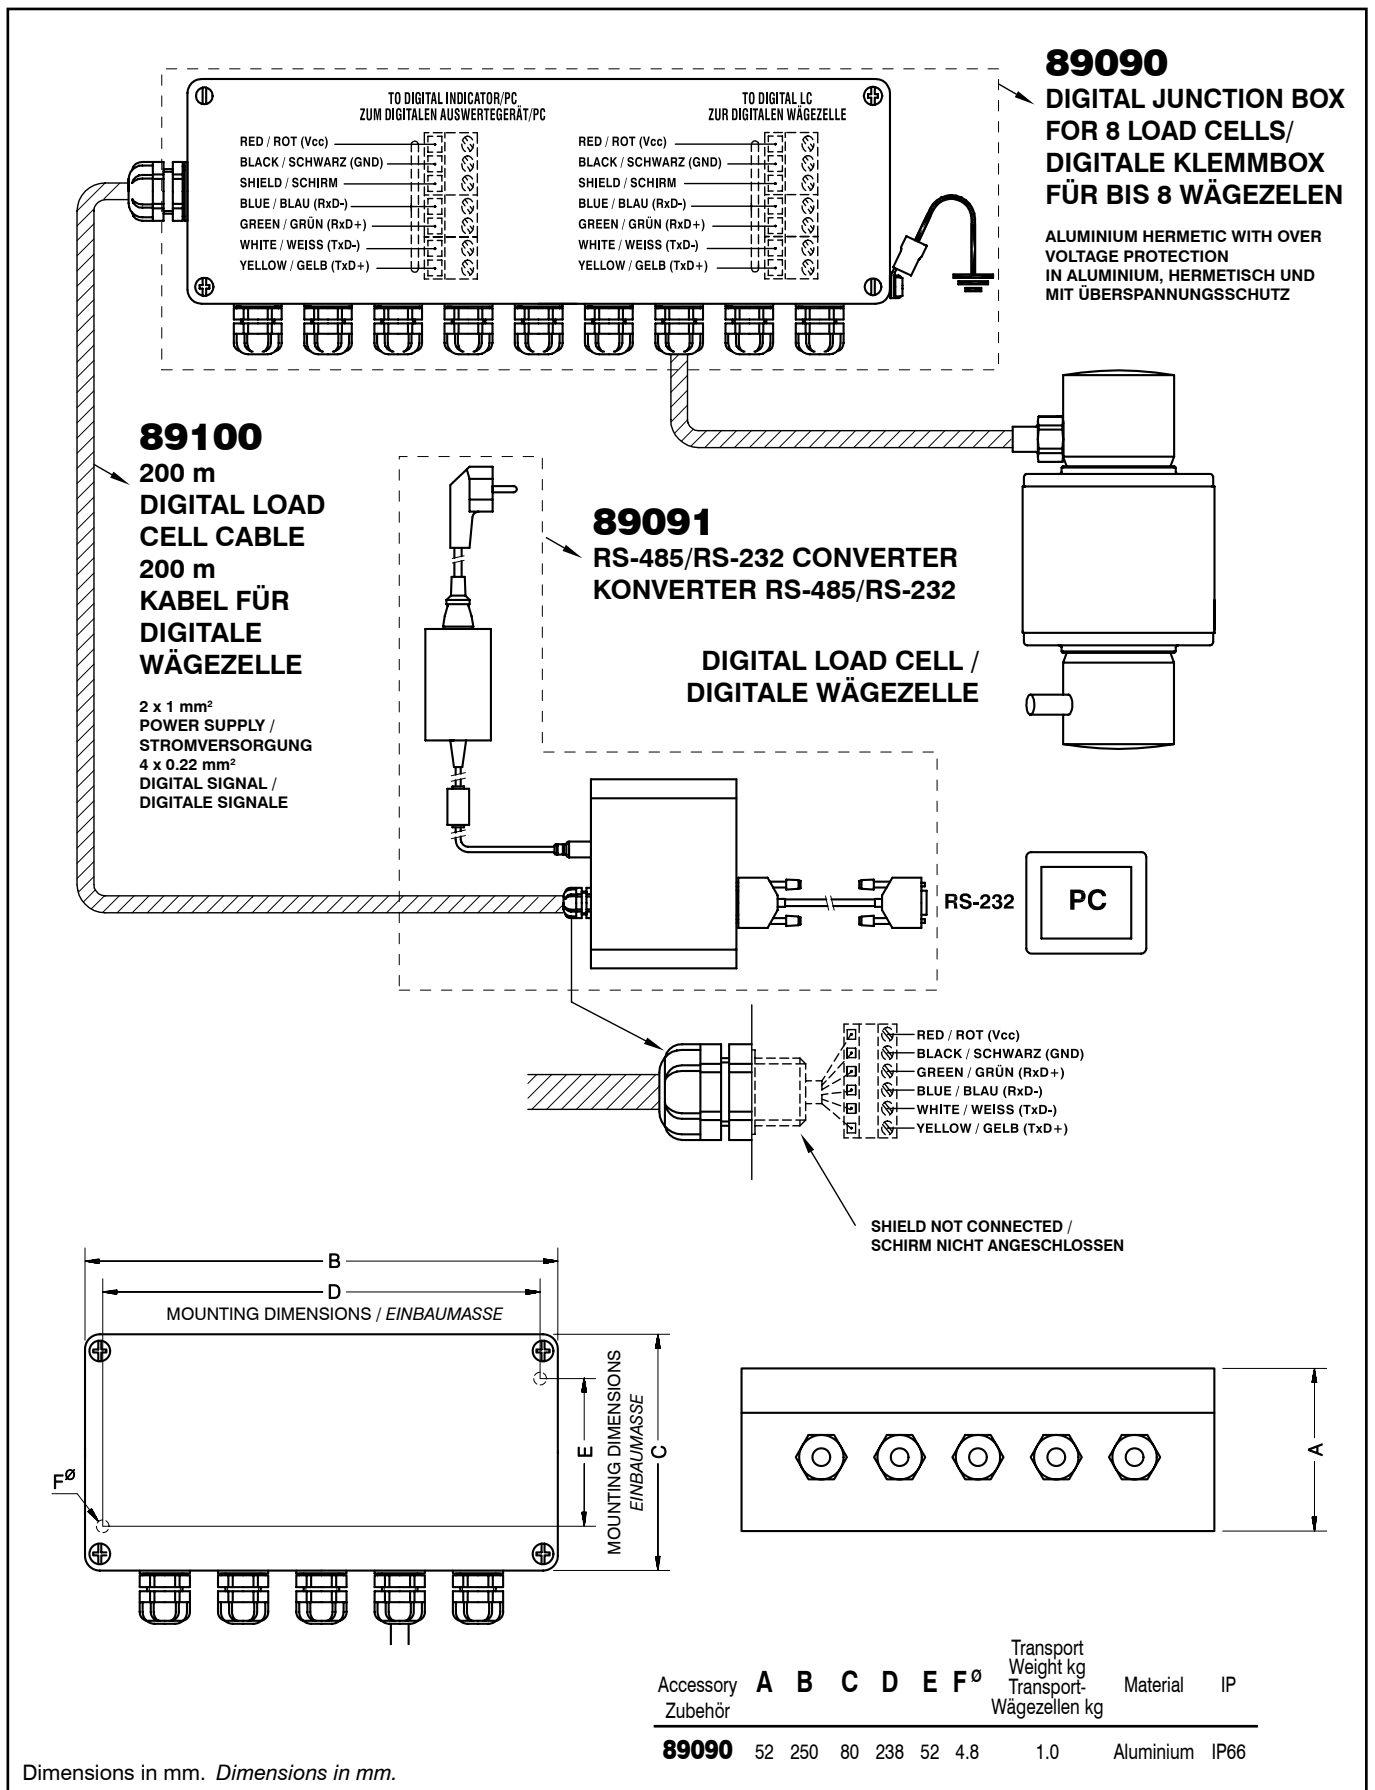 89090
DIGITAL JUNCTION BOX
FOR 8 LOAD CELLS/
DIGITALE KLEMMBOX
FÜR BIS 8 WÄGEZELEN
ALUMINIUM HERMETIC WITH OVER
VOLTAGE PROTECTION
IN ALUMINIUM, HERMETISCH UND
MIT ÜBERSPANNUNGSSCHUTZ
TO DIGITAL INDICATOR/PC
ZUM DIGITALEN AUSWERTEGERÄT/PC
RED / ROT (Vcc)
BLACK / SCHWARZ (GND)
SHIELD / SCHIRM
BLUE / BLAU (RxD-)
GREEN / GRÜN (RxD+)
WHITE / WEISS (TxD-)
YELLOW / GELB (TxD+)
TO DIGITAL LC
ZUR DIGITALEN WÄGEZELLE
RED / ROT (Vcc)
BLACK / SCHWARZ (GND)
SHIELD / SCHIRM
BLUE / BLAU (RxD-)
GREEN / GRÜN (RxD+)
WHITE / WEISS (TxD-)
YELLOW / GELB (TxD+)
89100
200 m
DIGITAL LOAD
CELL CABLE
200 m
KABEL FÜR
DIGITALE
WÄGEZELLE
2 x 1 mm²
POWER SUPPLY /
STROMVERSORGUNG
4 x 0.22 mm²
DIGITAL SIGNAL /
DIGITALE SIGNALE
89091
RS-485/RS-232 CONVERTER
KONVERTER RS-485/RS-232
DIGITAL LOAD CELL /
DIGITALE WÄGEZELLE
RS-232
PC
RED / ROT (Vcc)
BLACK / SCHWARZ (GND)
GREEN / GRÜN (RxD+)
BLUE / BLAU (RxD-)
WHITE / WEISS (TxD-)
YELLOW / GELB (TxD+)
SHIELD NOT CONNECTED /
SCHIRM NICHT ANGESCHLOSSEN
B
D
MOUNTING DIMENSIONS / EINBAUMASSE
E
MOUNTING DIMENSIONS
EINBAUMASSE
C
Fø
A
Accessory Zubehör A B C D E Fø Transport Weight kg Transport-Wägezellen kg Material IP
89090 52 250 80 238 52 4.8 1.0 Aluminium IP66
Dimensions in mm. Dimensions in mm.